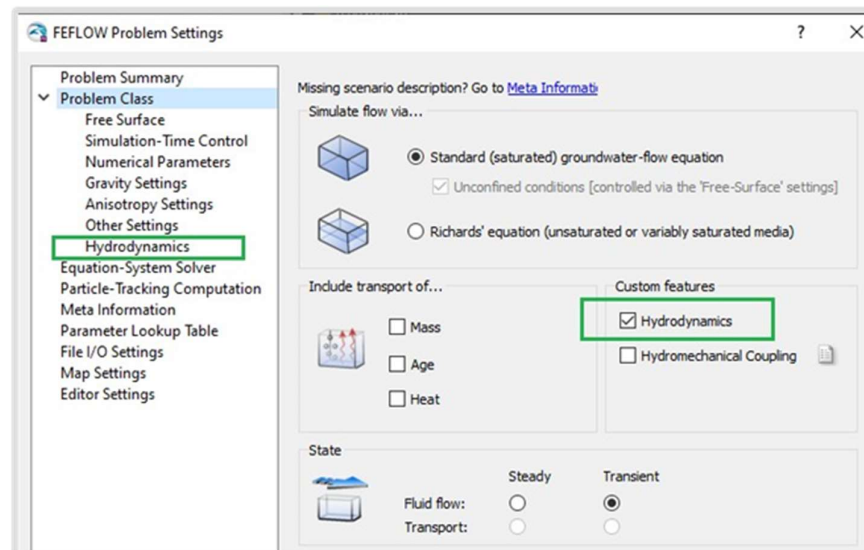 FEFLOW Problem Settings
?
Problem Summary
Problem Class
Free Surface
Simulation-Time Control
Numerical Parameters
Gravity Settings
Anisotropy Settings
Other Settings
Hydrodynamics
Equation-System Solver
Particle-Tracking Computation
Meta Information
Parameter Lookup Table
File I/O Settings
Map Settings
Editor Settings
Missing scenario description? Go to Meta Informati
Simulate flow via...
Standard (saturated) groundwater-flow equation
Unconfined conditions [controlled via the 'Free-Surface' settings]
Richards' equation (unsaturated or variably saturated media)
Include transport of...
Mass
Age
Heat
Custom features
Hydrodynamics
Hydromechanical Coupling
State
Steady Transient
Fluid flow:
Transport: